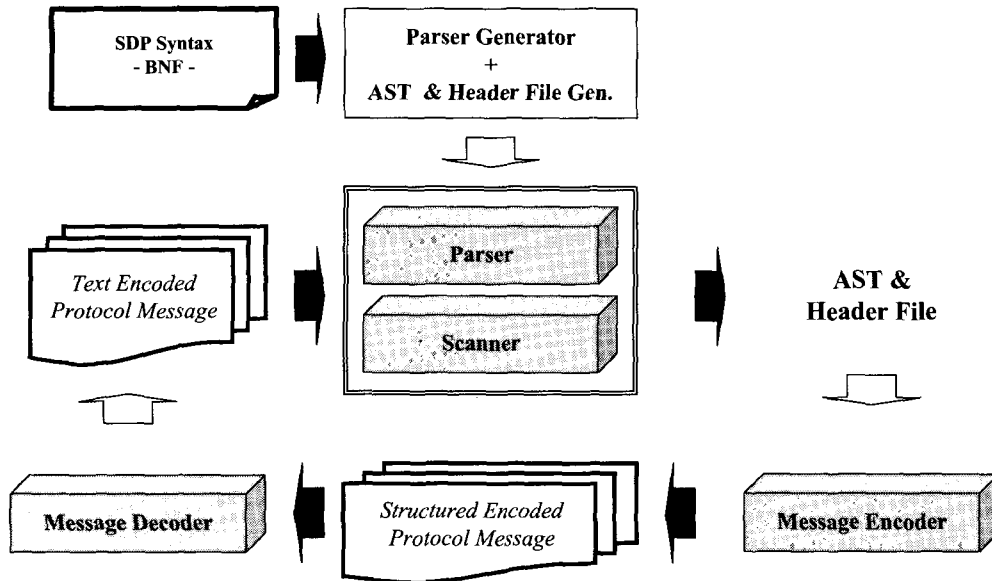 SDP Syntax
- BNF -
Parser Generator
+
AST & Header File Gen.
Text Encoded
Protocol Message
Parser
Scanner
AST &
Header File
Message Decoder
Structured Encoded
Protocol Message
Message Encoder